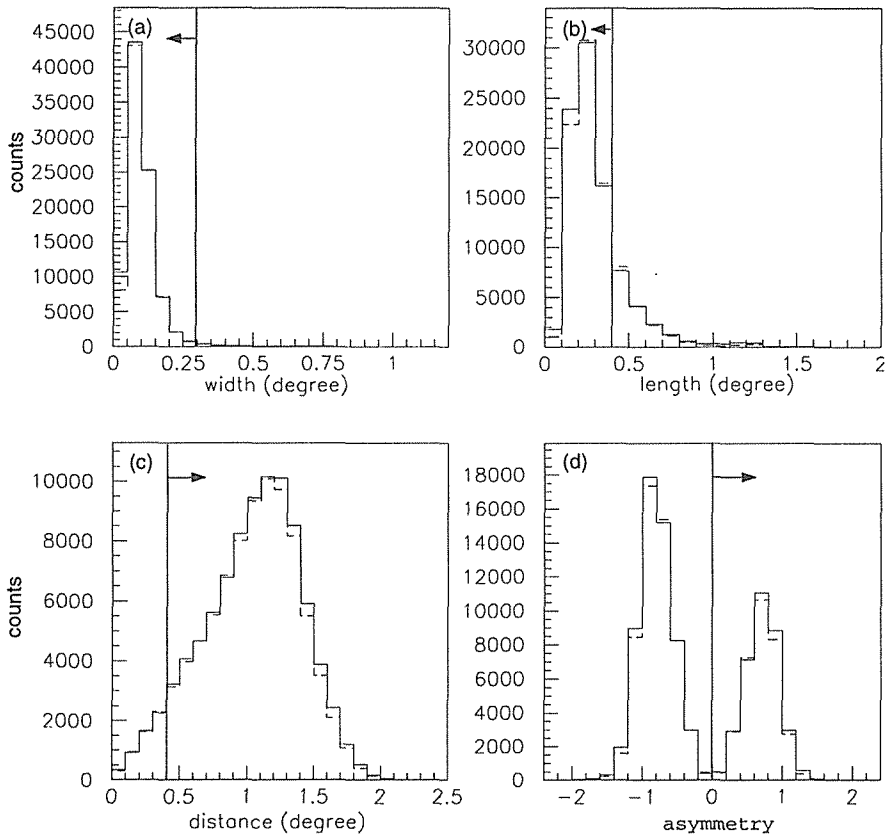 (a)
45000
40000
35000
30000
25000
20000
15000
10000
5000
0
counts
0 0.25 0.5 0.75 1
width (degree)
(b)
30000
25000
20000
15000
10000
5000
0
0 0.5 1 1.5 2
length (degree)
(c)
10000
8000
6000
4000
2000
0
counts
0 0.5 1 1.5 2 2.5
distance (degree)
(d)
18000
16000
14000
12000
10000
8000
6000
4000
2000
0
-2 -1 0 1 2
asymmetry